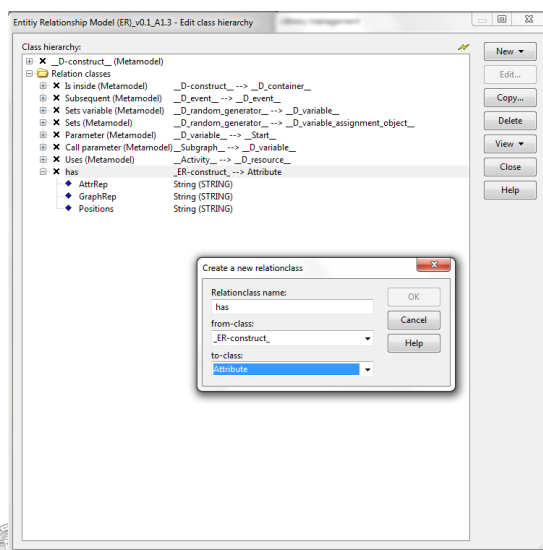 Entitiy Relationship Model (ER)_v0.1_A1.3 - Edit class hierarchy
Class hierarchy:
__D-construct__ (Metamodel)
Relation classes
Is inside (Metamodel) __D-construct__ --> __D_container__
Subsequent (Metamodel) __D_event__ --> __D_event__
Sets variable (Metamodel) __D_random_generator__ --> __D_variable__
Sets (Metamodel) __D_random_generator__ --> __D_variable_assignment_object__
Parameter (Metamodel) __D_variable__ --> __Start__
Call parameter (Metamodel) __Subgraph__ --> __D_variable__
Uses (Metamodel) __Activity__ --> __D_resource__
has _ER-construct_ --> Attribute
AttrRep String (STRING)
GraphRep String (STRING)
Positions String (STRING)
New
Edit...
Copy...
Delete
View
Close
Help
Create a new relationclass
Relationclass name:
has
from-class:
_ER-construct_
to-class:
Attribute
OK
Cancel
Help